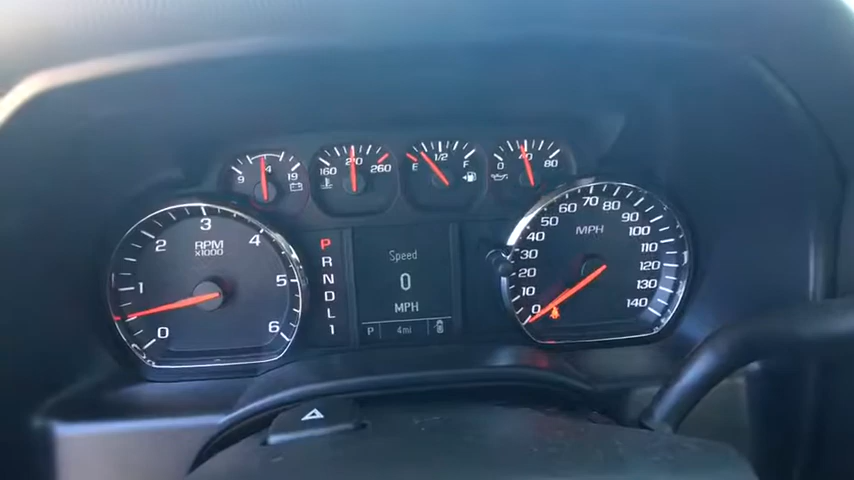 9 14 19
160 210 260
E 1/2 F
0 40 80
RPM
x1000
0 1 2 3 4 5 6
P
R
N
D
L
1
Speed
0
MPH
P 4mi
MPH
0 10 20 30 40 50 60 70 80 90 100 110 120 130 140